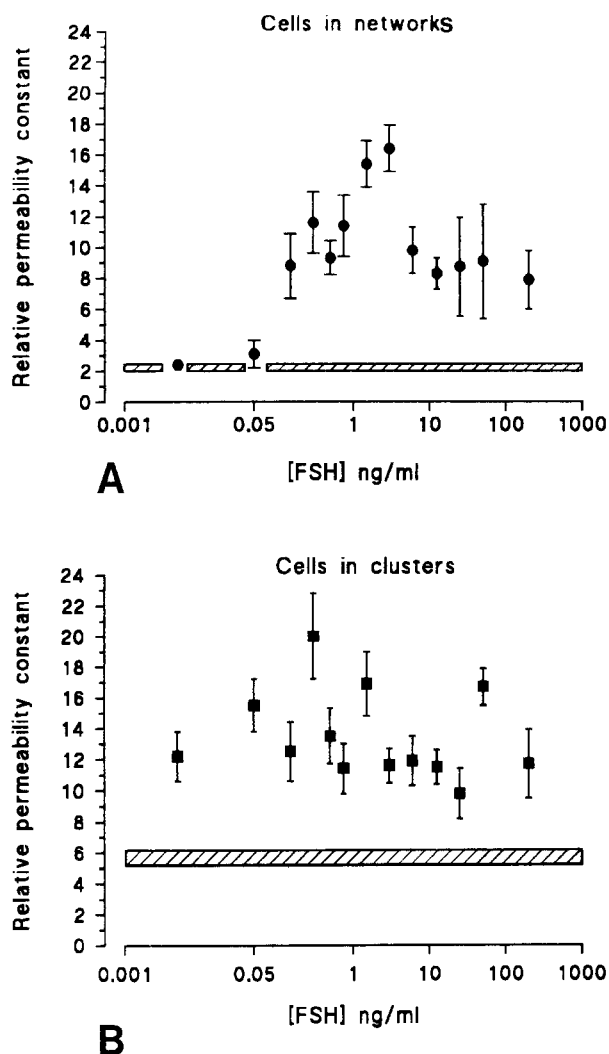 Cells in networks
Relative permeability constant
24
22
20
18
16
14
12
10
8
6
4
2
0
0.001 0.05 1 10 100 1000
[FSH] ng/ml
A
Cells in clusters
Relative permeability constant
24
22
20
18
16
14
12
10
8
6
4
2
0
0.001 0.05 1 10 100 1000
[FSH] ng/ml
B